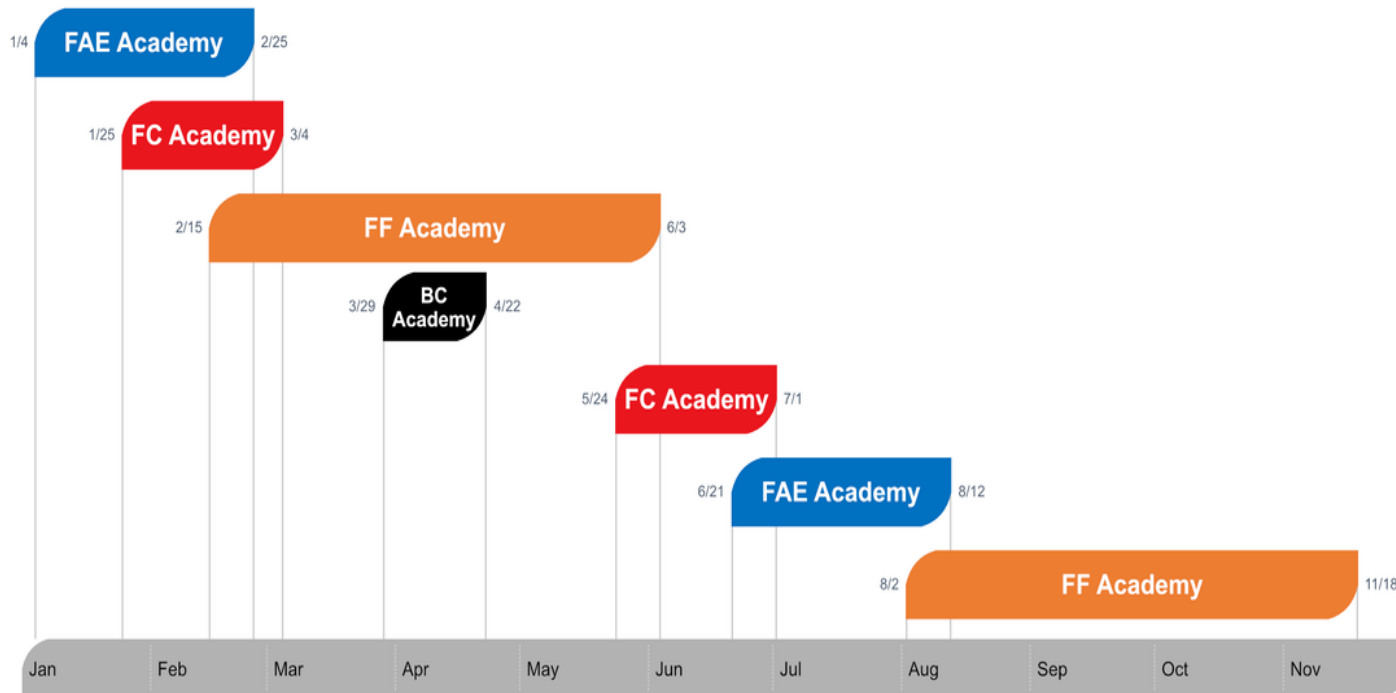 1/4 FAE Academy 2/25
1/25 FC Academy 3/4
2/15 FF Academy 6/3
BC
3/29 Academy 4/22
5/24 FC Academy 7/1
6/21 FAE Academy 8/12
8/2 FF Academy 11/18
Jan Feb Mar Apr May Jun Jul Aug Sep Oct Nov